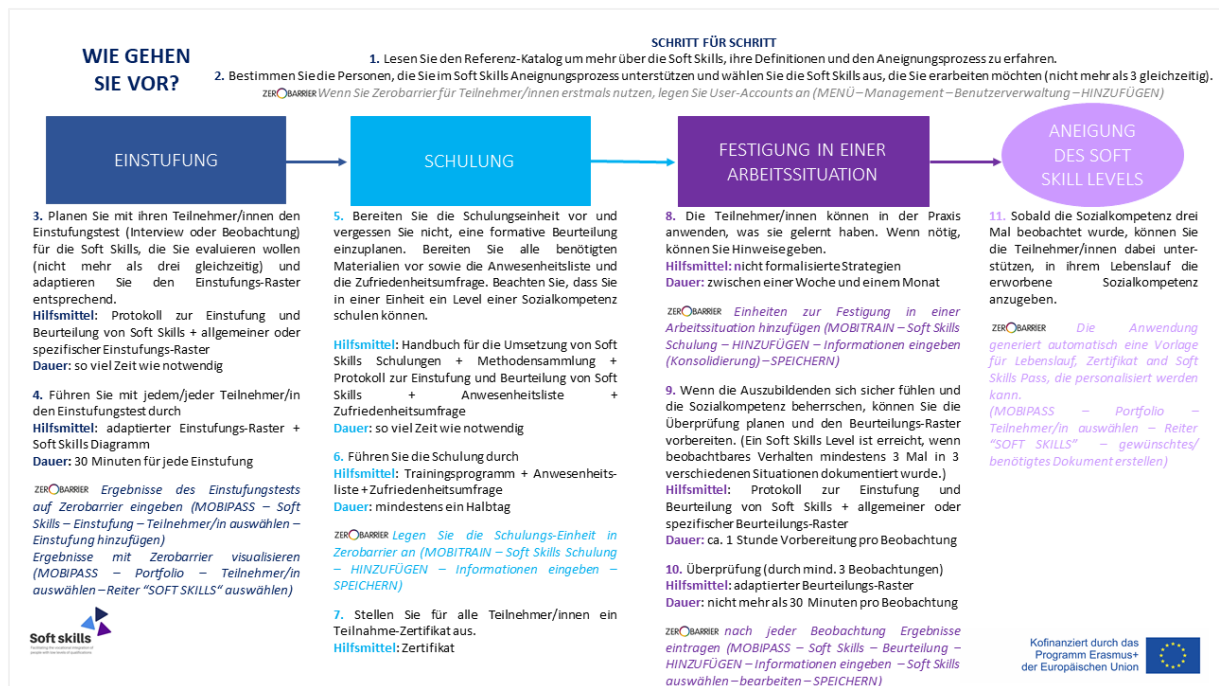 WIE GEHEN
SIE VOR?
SCHRITT FÜR SCHRITT
1. Lesen Sie den Referenz-Katalog um mehr über die Soft Skills, ihre Definitionen und den Aneignungsprozess zu erfahren.
2. Bestimmen Sie die Personen, die Sie im Soft Skills Aneignungsprozess unterstützen und wählen Sie die Soft Skills aus, die Sie erarbeiten möchten (nicht mehr als 3 gleichzeitig).
ZEROBARRIER Wenn Sie Zerobarrier für Teilnehmer/innen erstmals nutzen, legen Sie User-Accounts an (MENÜ – Management – Benutzerverwaltung – HINZUFÜGEN)
EINSTUFUNG
3. Planen Sie mit ihren Teilnehmer/innen den
Einstufungstest (Interview oder Beobachtung)
für die Soft Skills, die Sie evaluieren wollen
(nicht mehr als drei gleichzeitig) und
adaptieren Sie den Einstufungs-Raster
entsprechend.
Hilfsmittel: Protokoll zur Einstufung und
Beurteilung von Soft Skills + allgemeiner oder
spezifischer Einstufungs-Raster
Dauer: so viel Zeit wie notwendig
4. Führen Sie mit jedem/jeder Teilnehmer/in
den Einstufungstest durch
Hilfsmittel: adaptierter Einstufungs-Raster +
Soft Skills Diagramm
Dauer: 30 Minuten für jede Einstufung
ZEROBARRIER Ergebnisse des Einstufungstests
auf Zerobarrier eingeben (MOBIPASS – Soft
Skills – Einstufung – Teilnehmer/in auswählen –
Einstufung hinzufügen)
Ergebnisse mit Zerobarrier visualisieren
(MOBIPASS – Portfolio – Teilnehmer/in
auswählen – Reiter "SOFT SKILLS" auswählen)
SCHULUNG
5. Bereiten Sie die Schulungseinheit vor und
vergessen Sie nicht, eine formative Beurteilung
einzuplanen. Bereiten Sie alle benötigten
Materialien vor sowie die Anwesenheitsliste und
die Zufriedenheitsumfrage. Beachten Sie, dass Sie
in einer Einheit ein Level einer Sozialkompetenz
schulen können.
Hilfsmittel: Handbuch für die Umsetzung von Soft
Skills Schulungen + Methodensammlung +
Protokoll zur Einstufung und Beurteilung von Soft
Skills + Anwesenheitsliste +
Zufriedenheitsumfrage
Dauer: so viel Zeit wie notwendig
6. Führen Sie die Schulung durch
Hilfsmittel: Trainingsprogramm + Anwesenheits-
liste + Zufriedenheitsumfrage
Dauer: mindestens ein Halbtag
ZEROBARRIER Legen Sie die Schulungs-Einheit in
Zerobarrier an (MOBITRAIN – Soft Skills Schulung
– HINZUFÜGEN – Informationen eingeben –
SPEICHERN)
7. Stellen Sie für alle Teilnehmer/innen ein
Teilnahme-Zertifikat aus.
Hilfsmittel: Zertifikat
FESTIGUNG IN EINER
ARBEITSSITUATION
8. Die Teilnehmer/innen können in der Praxis
anwenden, was sie gelernt haben. Wenn nötig,
können Sie Hinweise geben.
Hilfsmittel: nicht formalisierte Strategien
Dauer: zwischen einer Woche und einem Monat
ZEROBARRIER Einheiten zur Festigung in einer
Arbeitssituation hinzufügen (MOBITRAIN – Soft Skills
Schulung – HINZUFÜGEN – Informationen eingeben
(Konsolidierung) – SPEICHERN)
9. Wenn die Auszubildenden sich sicher fühlen und
die Sozialkompetenz beherrschen, können Sie die
Überprüfung planen und den Beurteilungs-Raster
vorbereiten. (Ein Soft Skills Level ist erreicht, wenn
beobachtbares Verhalten mindestens 3 Mal in 3
verschiedenen Situationen dokumentiert wurde.)
Hilfsmittel: Protokoll zur Einstufung und
Beurteilung von Soft Skills + allgemeiner oder
spezifischer Beurteilungs-Raster
Dauer: ca. 1 Stunde Vorbereitung pro Beobachtung
10. Überprüfung (durch mind. 3 Beobachtungen)
Hilfsmittel: adaptierter Beurteilungs-Raster
Dauer: nicht mehr als 30 Minuten pro Beobachtung
ZEROBARRIER nach jeder Beobachtung Ergebnisse
eintragen (MOBIPASS – Soft Skills – Beurteilung –
HINZUFÜGEN – Informationen eingeben – Soft Skills
auswählen – bearbeiten – SPEICHERN)
ANEIGUNG
DES SOFT
SKILL LEVELS
11. Sobald die Sozialkompetenz drei
Mal beobachtet wurde, können Sie
die Teilnehmer/innen dabei unter-
stützen, in ihrem Lebenslauf die
erworbene Sozialkompetenz
anzugeben.
ZEROBARRIER Die Anwendung
generiert automatisch eine Vorlage
für Lebenslauf, Zertifikat and Soft
Skills Pass, die personalisiert werden
kann.
(MOBIPASS – Portfolio –
Teilnehmer/in auswählen – Reiter
"SOFT SKILLS" – gewünschtes/
benötigtes Dokument erstellen)
Soft skills
Facilitating the vocational integration of
people with low levels of qualifications
Kofinanziert durch das
Programm Erasmus+
der Europäischen Union